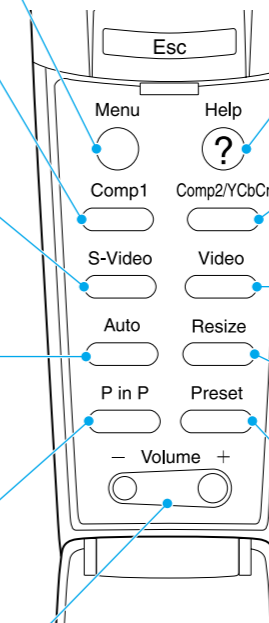 Esc
Menu Help
?
Comp1 Comp2/YCbCr
S-Video Video
Auto Resize
P in P Preset
− Volume +